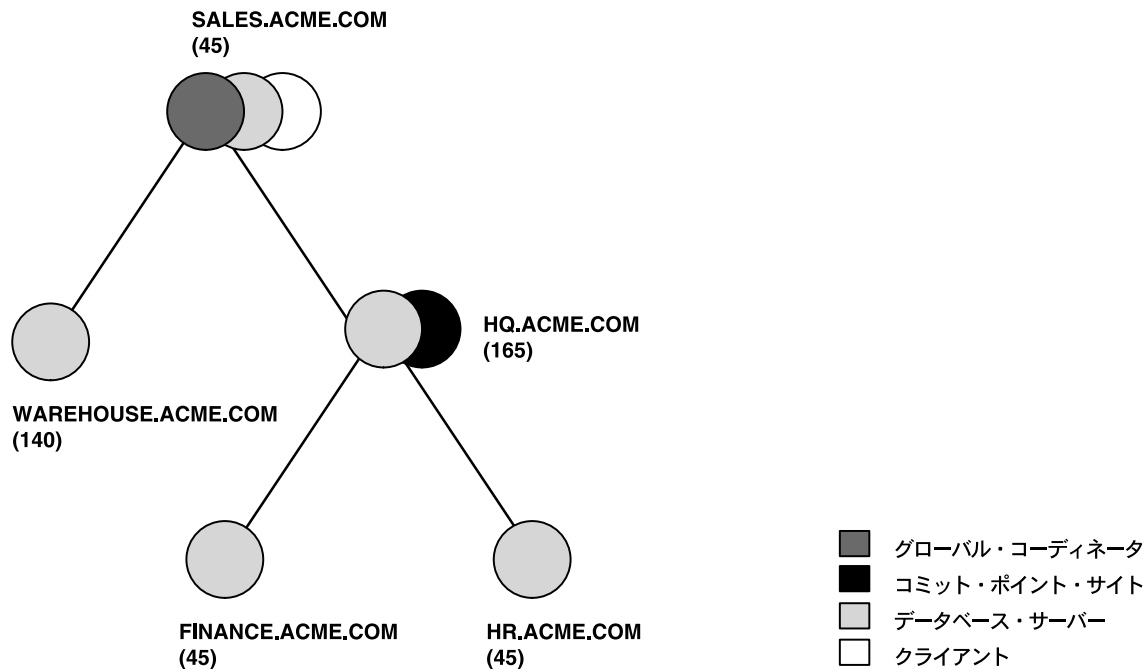 SALES.ACME.COM
(45)
HQ.ACME.COM
(165)
WAREHOUSE.ACME.COM
(140)
FINANCE.ACME.COM
(45)
HR.ACME.COM
(45)
グローバル・コーディネータ
コミット・ポイント・サイト
データベース・サーバー
クライアント